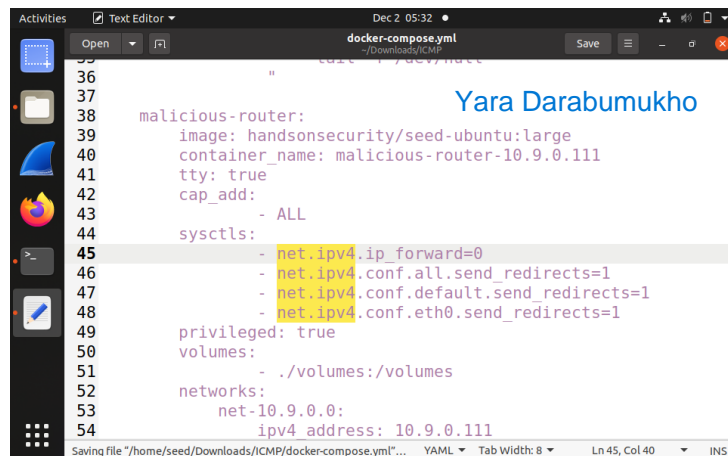 Activities Text Editor Dec 2 05:32
Open docker-compose.yml Save
~/Downloads/ICMP
36 "
37
Yara Darabumukho
38 malicious-router:
39 image: handsonsecurity/seed-ubuntu:large
40 container_name: malicious-router-10.9.0.111
41 tty: true
42 cap_add:
43 - ALL
44 sysctls:
45 - net.ipv4.ip_forward=0
46 - net.ipv4.conf.all.send_redirects=1
47 - net.ipv4.conf.default.send_redirects=1
48 - net.ipv4.conf.eth0.send_redirects=1
49 privileged: true
50 volumes:
51 - ./volumes:/volumes
52 networks:
53 net-10.9.0.0:
54 ipv4_address: 10.9.0.111
Saving file "/home/seed/Downloads/ICMP/docker-compose.yml"... YAML Tab Width: 8 Ln 45, Col 40 INS